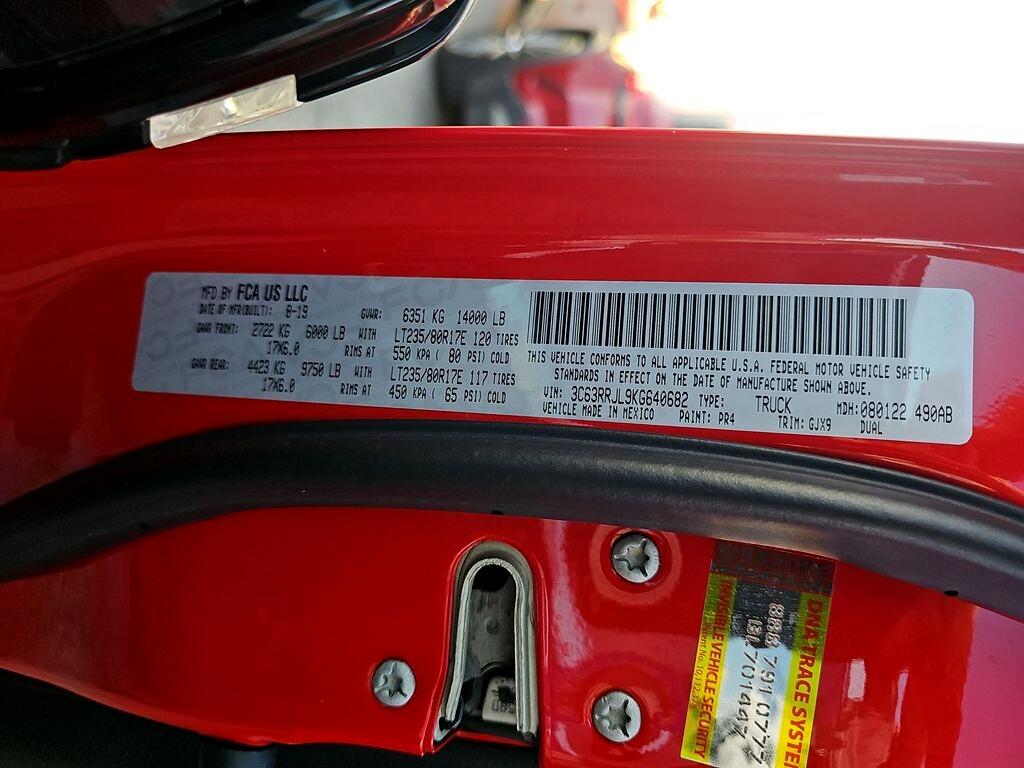 MFD BY FCA US LLC
DATE OF MFR(BUILT): 8-19 GVWR: 6351 KG 14000 LB
GAWR FRONT: 2722 KG 6000 LB WITH LT235/80R17E 120 TIRES
17X6.0 RIMS AT 550 KPA ( 80 PSI) COLD
GAWR REAR: 4423 KG 9750 LB WITH LT235/80R17E 117 TIRES
17X6.0 RIMS AT 450 KPA ( 65 PSI) COLD
THIS VEHICLE CONFORMS TO ALL APPLICABLE U.S.A. FEDERAL MOTOR VEHICLE SAFETY
STANDARDS IN EFFECT ON THE DATE OF MANUFACTURE SHOWN ABOVE.
VIN: 3C63RRJL9KG640682 TYPE: TRUCK MDH:080122 490AB
VEHICLE MADE IN MEXICO PAINT: PR4 TRIM: GJX9 DUAL
DNA TRACE SYSTEM
888 791 0777
701447
INVISIBLE VEHICLE SECURITY